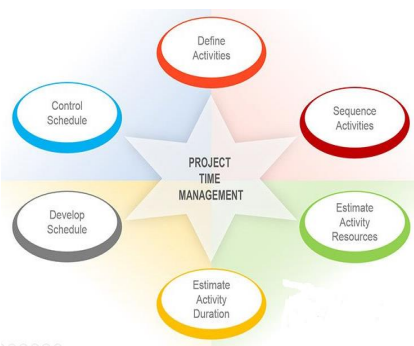 Define
Activities
Control
Schedule
Sequence
Activities
PROJECT
TIME
MANAGEMENT
Develop
Schedule
Estimate
Activity
Resources
Estimate
Activity
Duration